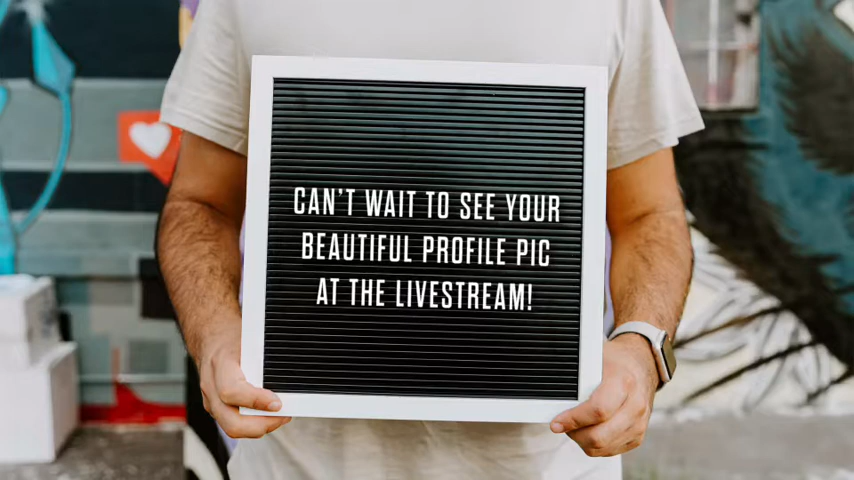 CAN'T WAIT TO SEE YOUR
BEAUTIFUL PROFILE PIC
AT THE LIVESTREAM!